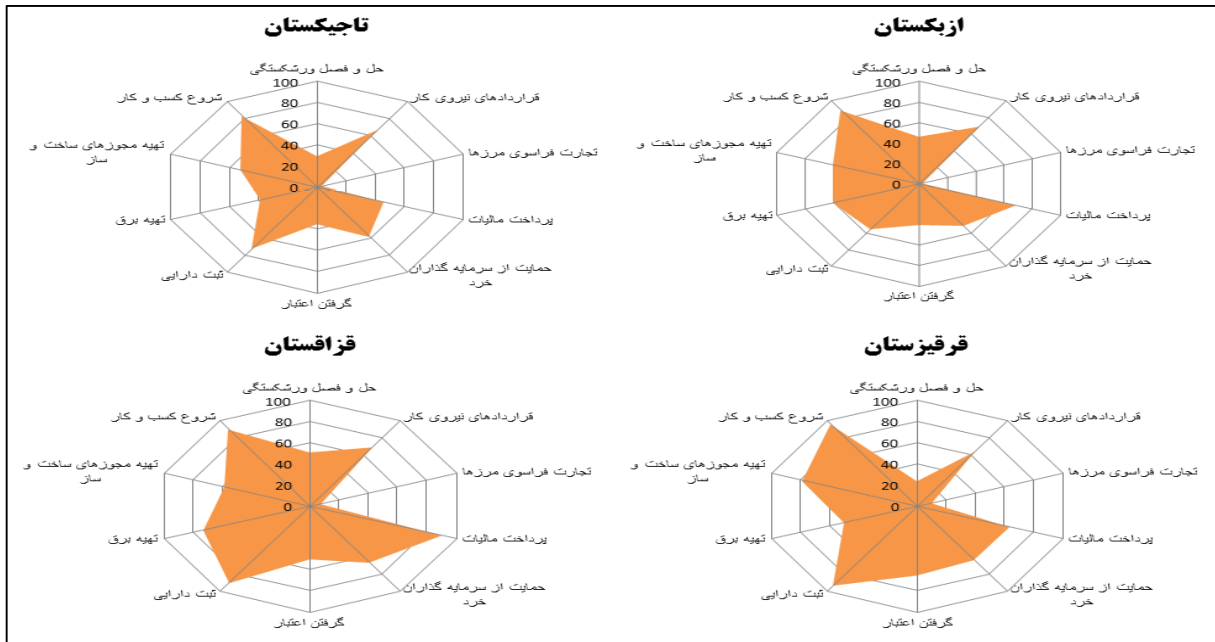 ازبکستان
حل و فصل ورشکستگی
قراردادهای نیروی کار
تجارت فراسوی مرزها
پرداخت مالیات
حمایت از سرمایه گذاران
خرد
گرفتن اعتبار
ثبت دارایی
تهیه برق
تهیه مجوزهای ساخت و
ساز
شروع کسب و کار
100
80
60
40
20
0
تاجیکستان
حل و فصل ورشکستگی
قراردادهای نیروی کار
تجارت فراسوی مرزها
پرداخت مالیات
حمایت از سرمایه گذاران
خرد
گرفتن اعتبار
ثبت دارایی
تهیه برق
تهیه مجوزهای ساخت و
ساز
شروع کسب و کار
100
80
60
40
20
0
قرقیزستان
حل و فصل ورشکستگی
قراردادهای نیروی کار
تجارت فراسوی مرزها
پرداخت مالیات
حمایت از سرمایه گذاران
خرد
گرفتن اعتبار
ثبت دارایی
تهیه برق
تهیه مجوزهای ساخت و
ساز
شروع کسب و کار
100
80
60
40
20
0
قزاقستان
حل و فصل ورشکستگی
قراردادهای نیروی کار
تجارت فراسوی مرزها
پرداخت مالیات
حمایت از سرمایه گذاران
خرد
گرفتن اعتبار
ثبت دارایی
تهیه برق
تهیه مجوزهای ساخت و
ساز
شروع کسب و کار
100
80
60
40
20
0